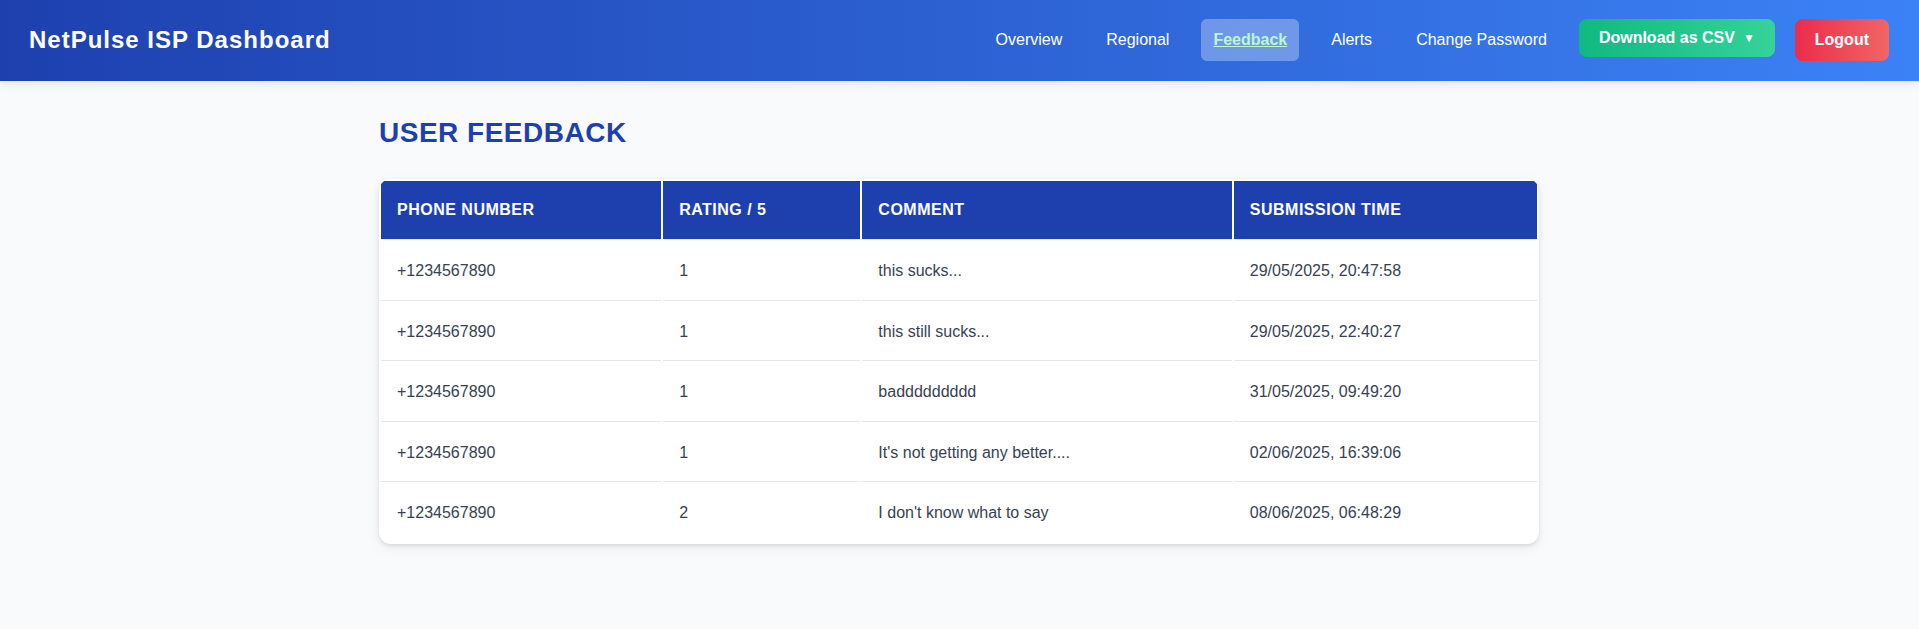 NetPulse ISP Dashboard Overview Regional Feedback Alerts Change Password Download as CSV ▼ Logout
USER FEEDBACK
PHONE NUMBER RATING / 5 COMMENT SUBMISSION TIME
+1234567890 1 this sucks... 29/05/2025, 20:47:58
+1234567890 1 this still sucks... 29/05/2025, 22:40:27
+1234567890 1 baddddddddd 31/05/2025, 09:49:20
+1234567890 1 It's not getting any better.... 02/06/2025, 16:39:06
+1234567890 2 I don't know what to say 08/06/2025, 06:48:29